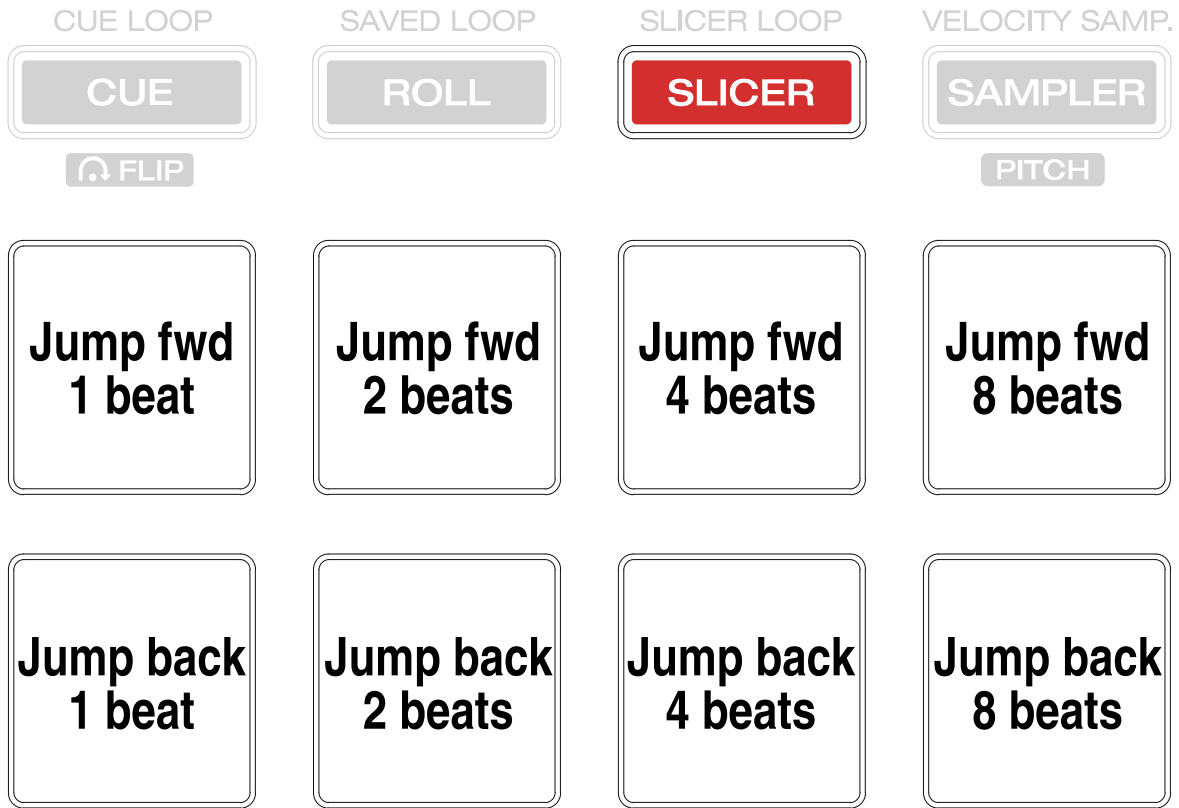 CUE LOOP SAVED LOOP SLICER LOOP VELOCITY SAMP.
CUE ROLL SLICER SAMPLER
FLIP PITCH
Jump fwd
1 beat
Jump fwd
2 beats
Jump fwd
4 beats
Jump fwd
8 beats
Jump back
1 beat
Jump back
2 beats
Jump back
4 beats
Jump back
8 beats